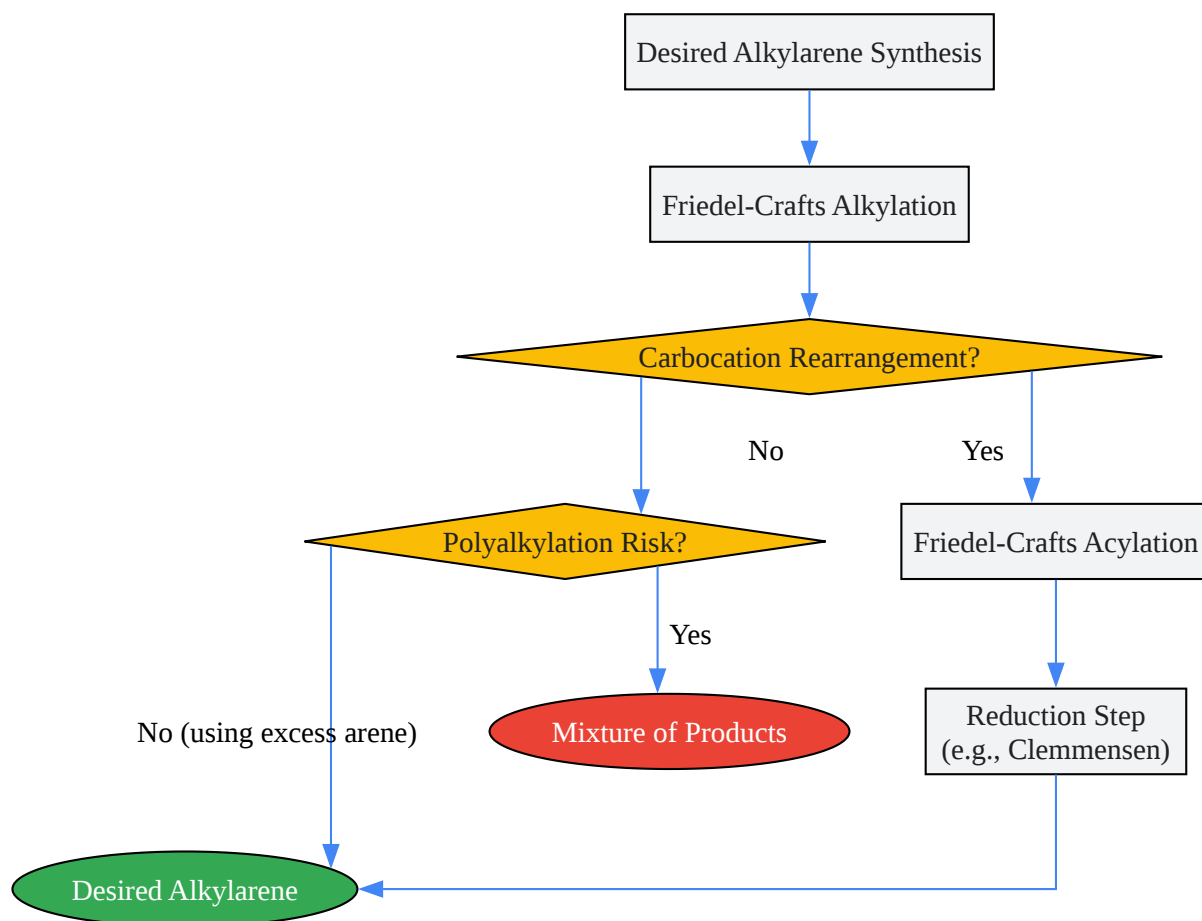 Desired Alkylarene Synthesis
Friedel-Crafts Alkylation
Carbocation Rearrangement?
No
Yes
Polyalkylation Risk?
Friedel-Crafts Acylation
Yes
No (using excess arene)
Mixture of Products
Reduction Step
(e.g., Clemmensen)
Desired Alkylarene